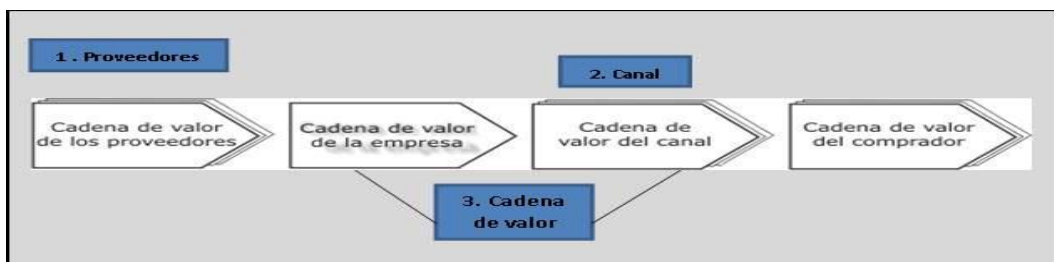 1 . Proveedores
2. Canal
Cadena de valor
de los proveedores
Cadena de valor
de la empresa
Cadena de
valor del canal
Cadena de valor
del comprador
3. Cadena
de valor